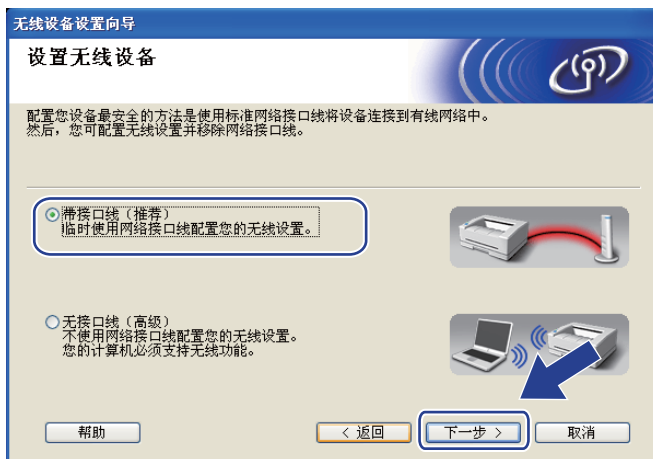 无线设备设置向导
设置无线设备
配置您设备最安全的方法是使用标准网络接口线将设备连接到有线网络中。
然后，您可配置无线设置并移除网络接口线。
带接口线（推荐）
临时使用网络接口线配置您的无线设置。
无接口线（高级）
不使用网络接口线配置您的无线设置。
您的计算机必须支持无线功能。
帮助
< 返回
下一步 >
取消